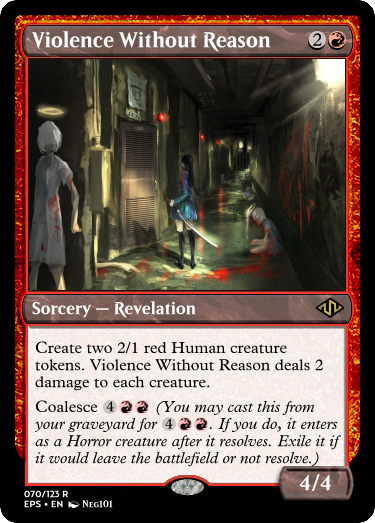 Violence Without Reason 2
Sorcery — Revelation
Create two 2/1 red Human creature
tokens. Violence Without Reason deals 2
damage to each creature.
Coalesce 4 (You may cast this from
your graveyard for 4. If you do, it enters
as a Horror creature after it resolves. Exile it if
it would leave the battlefield or not resolve.)
4/4
070/123 R
EPS • EN Neg101